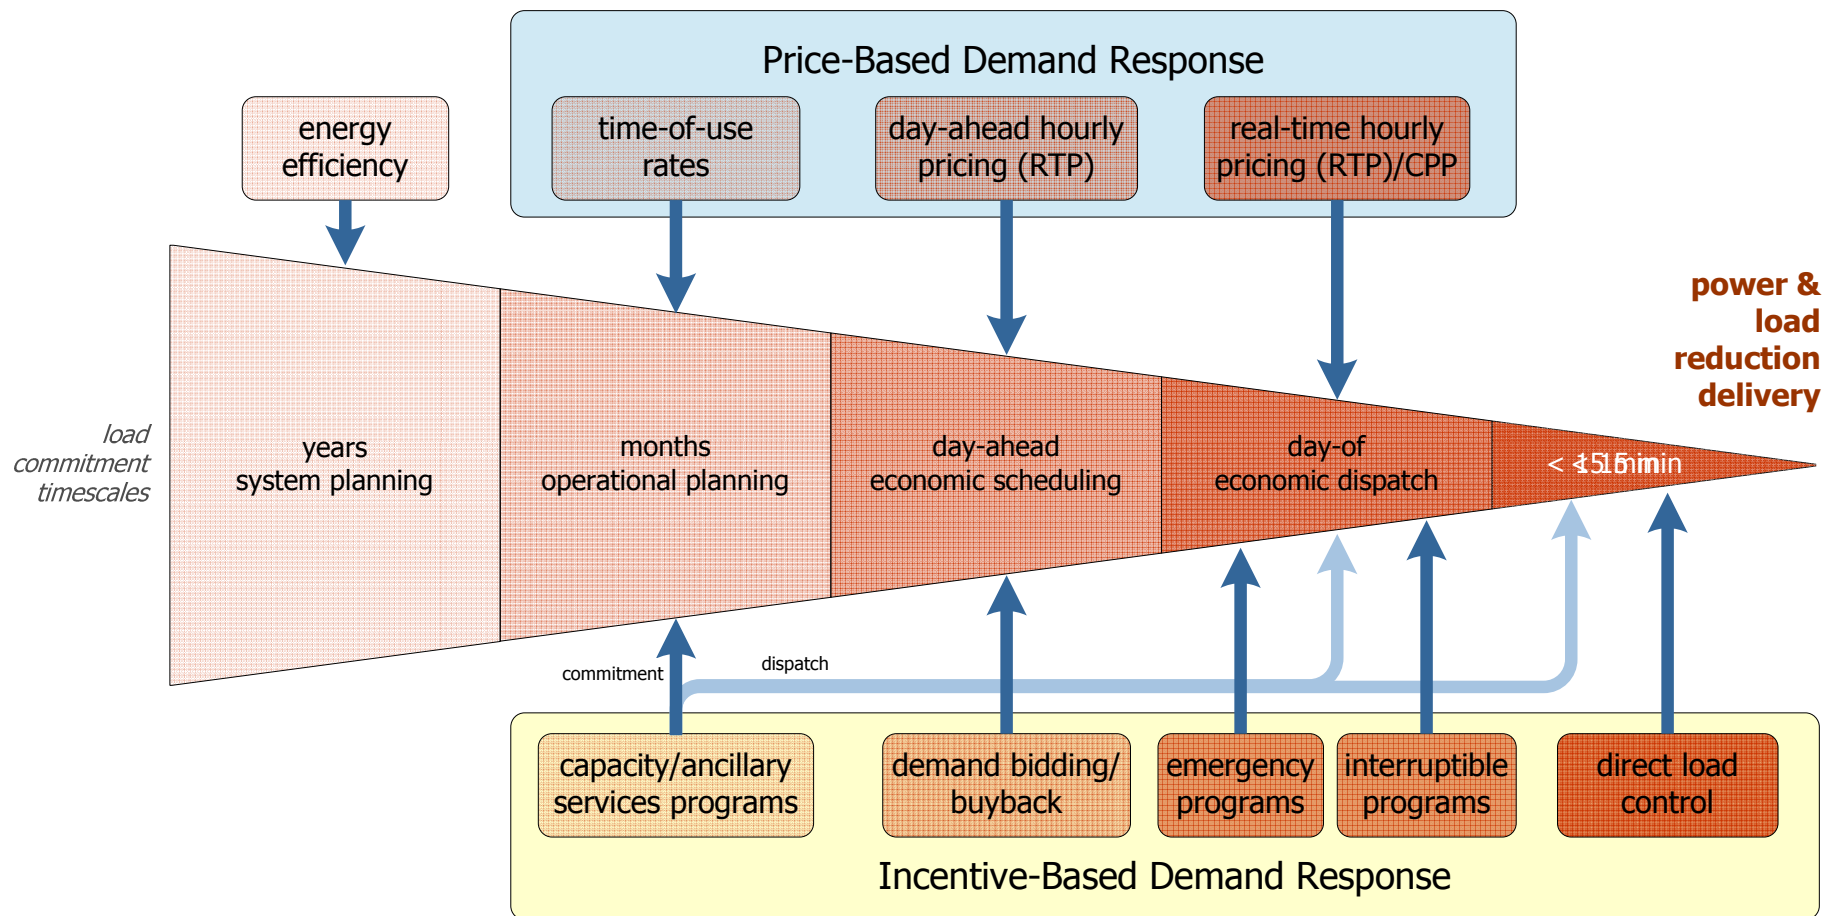 Price-Based Demand Response
energy
efficiency
time-of-use
rates
day-ahead hourly
pricing (RTP)
real-time hourly
pricing (RTP)/CPP
power &
load
reduction
delivery
load
commitment
timescales
years
system planning
months
operational planning
day-ahead
economic scheduling
day-of
economic dispatch
< 15 min
commitment
dispatch
capacity/ancillary
services programs
demand bidding/
buyback
emergency
programs
interruptible
programs
direct load
control
Incentive-Based Demand Response